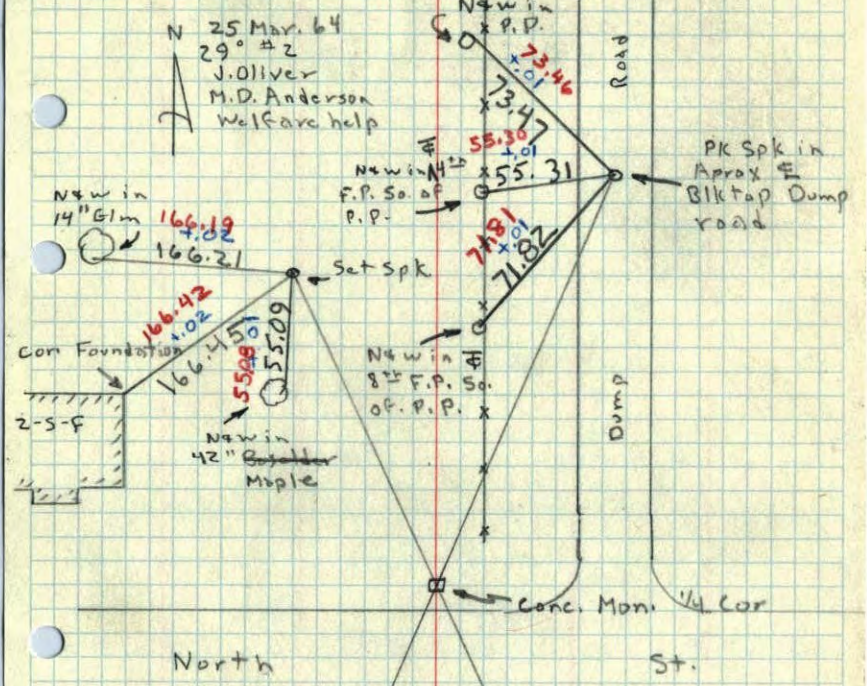 N
25 Mar. 64
29° #2
J. Oliver
M.D. Anderson
Welfare help
N&w in
P.P.
Road
73.46
+.01
73.47
55.30
+.01
55.31
N&w in 14th
F.P. So. of
P.P.
71.81
+.01
71.82
PK Spk in
Aprox ℄
Blktop Dump
road
N&w in
14" Elm
166.19
+.02
166.21
Set Spk
166.42
+.02
166.45
55.08
.01
55.09
Cor. Foundation
2-S-F
N&w in
42"
Maple
N&w in
8th F.P. So.
of P.P.
Dump
Conc. Mon. 1/4 Cor
North St.